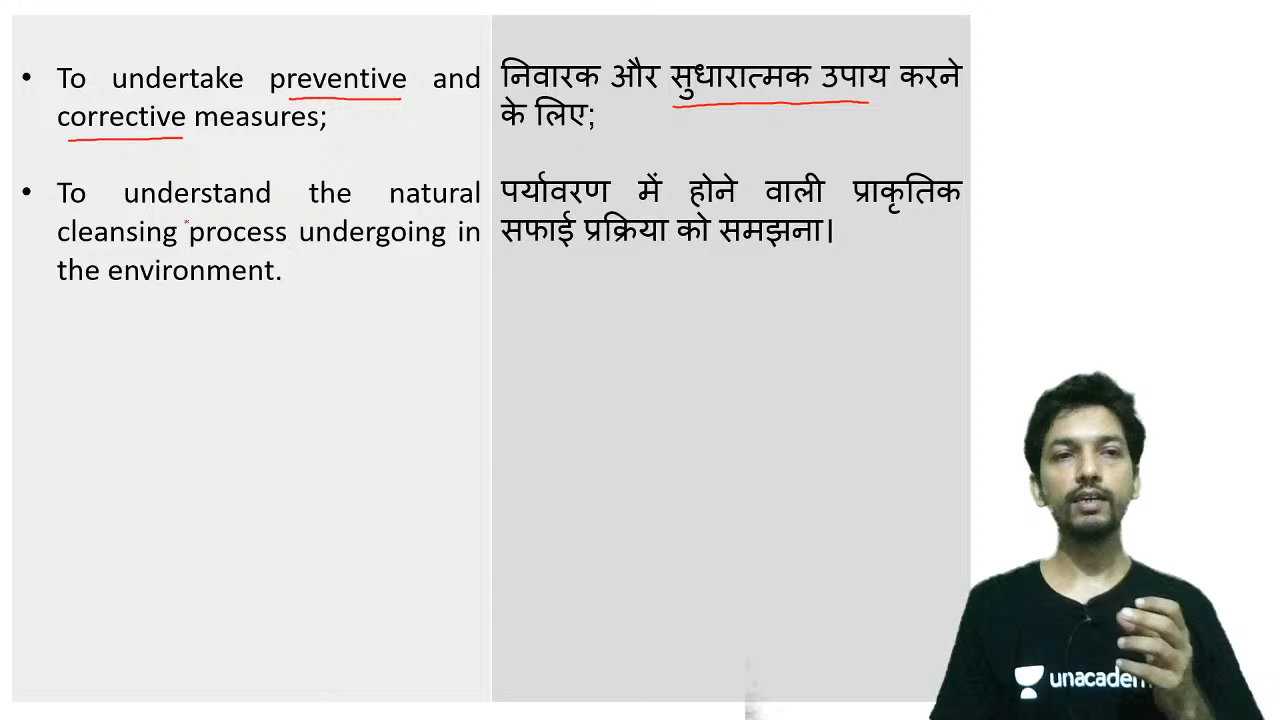 • To undertake preventive and
corrective measures;
• To understand the natural
cleansing process undergoing in
the environment.
निवारक और सुधारात्मक उपाय करने
के लिए;
पर्यावरण में होने वाली प्राकृतिक
सफाई प्रक्रिया को समझना।
unacadem